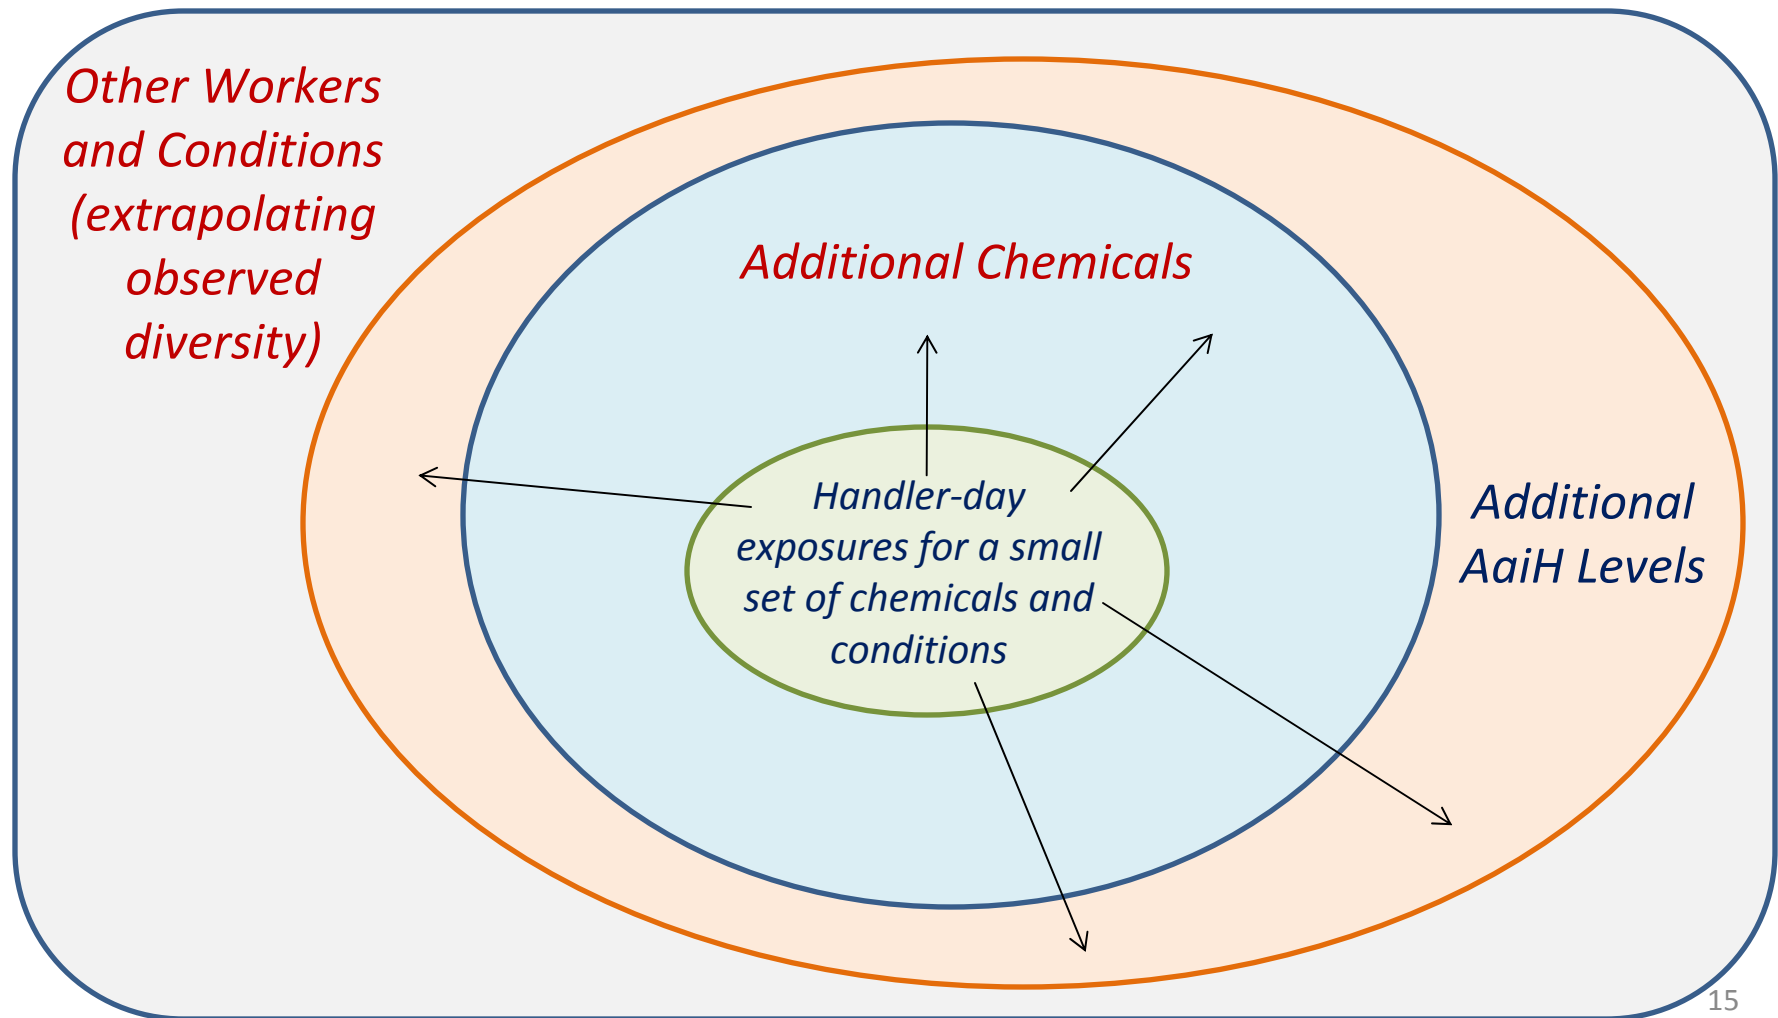 Other Workers
and Conditions
(extrapolating
observed
diversity)
Additional Chemicals
Handler-day
exposures for a small
set of chemicals and
conditions
Additional
AaiH Levels
15